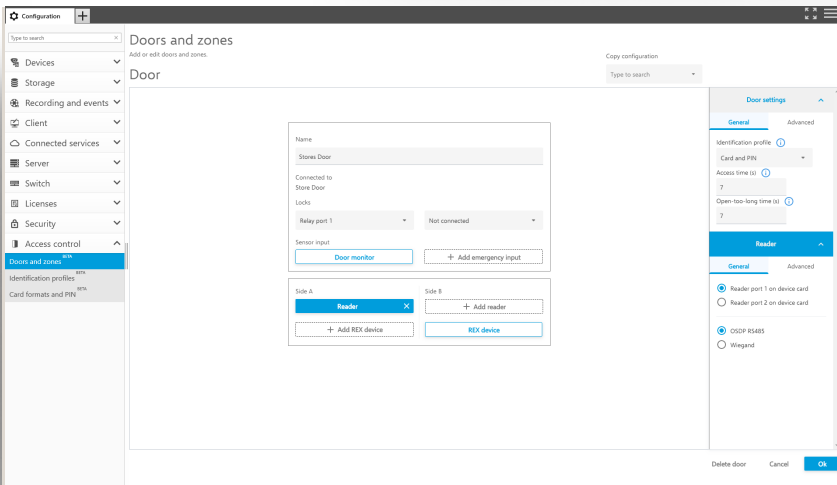 Configuration
Type to search
Devices
Storage
Recording and events
Client
Connected services
Server
Switch
Licenses
Security
Access control
Doors and zones BETA
Identification profiles BETA
Card formats and PIN BETA
Doors and zones
Add or edit doors and zones.
Door
Copy configuration
Type to search
Name
Stores Door
Connected to
Store Door
Locks
Relay port 1 Not connected
Sensor input
Door monitor + Add emergency input
Side A Side B
Reader + Add reader
+ Add REX device REX device
Door settings
General Advanced
Identification profile
Card and PIN
Access time (s)
7
Open-too-long time (s)
7
Reader
General Advanced
Reader port 1 on device card
Reader port 2 on device card
OSDP RS485
Wiegand
Delete door Cancel Ok